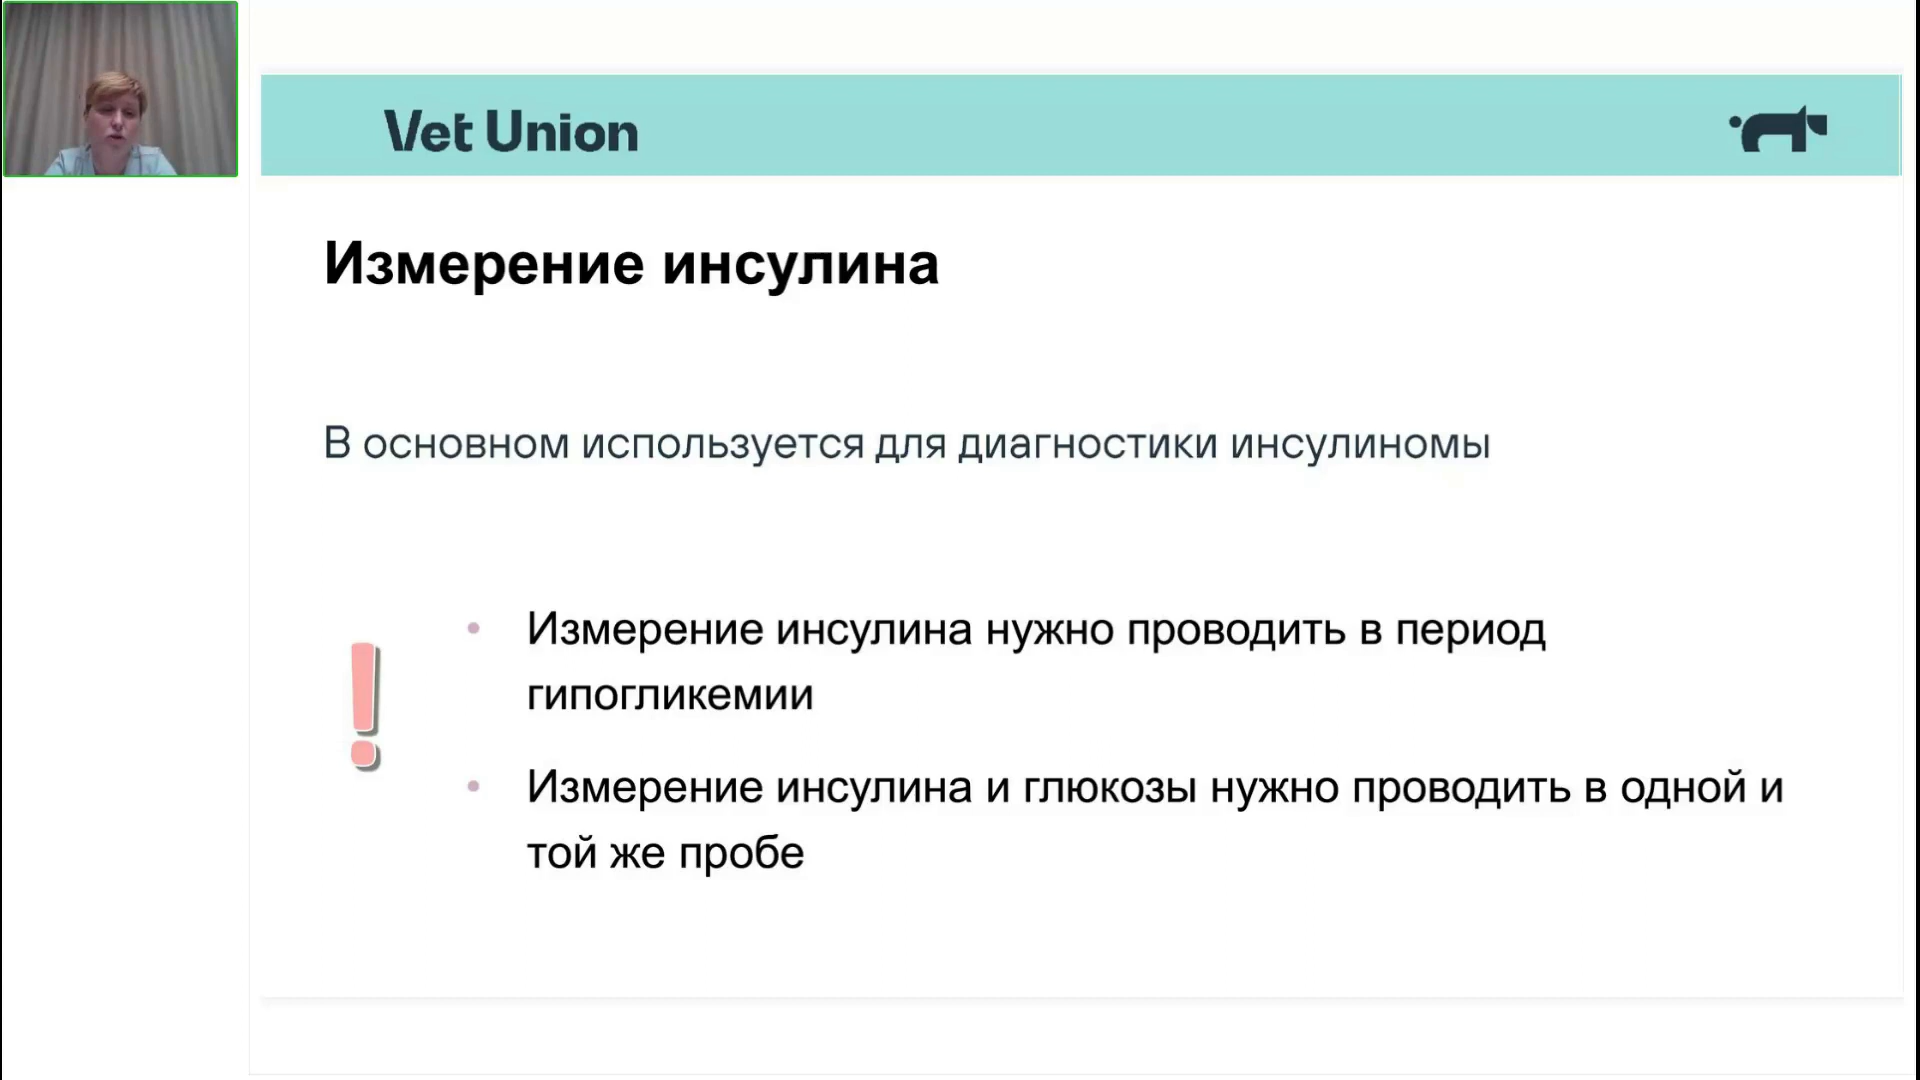 Vet Union
Измерение инсулина
В основном используется для диагностики инсулиномы
• Измерение инсулина нужно проводить в период
гипогликемии
• Измерение инсулина и глюкозы нужно проводить в одной и
той же пробе